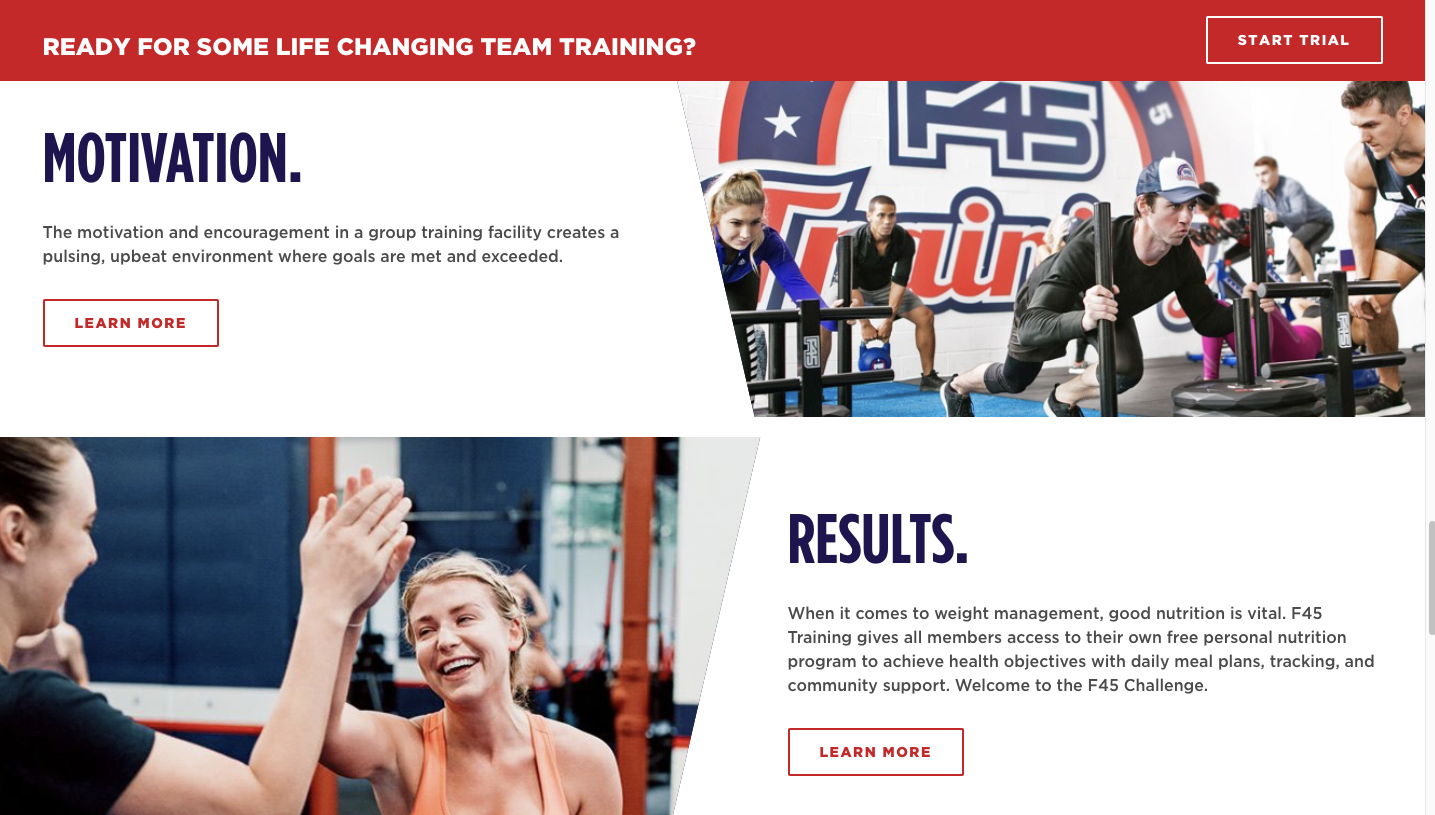 READY FOR SOME LIFE CHANGING TEAM TRAINING?
START TRIAL
MOTIVATION.
The motivation and encouragement in a group training facility creates a
pulsing, upbeat environment where goals are met and exceeded.
LEARN MORE
F45
45
Train
F45
F45
RESULTS.
When it comes to weight management, good nutrition is vital. F45
Training gives all members access to their own free personal nutrition
program to achieve health objectives with daily meal plans, tracking, and
community support. Welcome to the F45 Challenge.
LEARN MORE